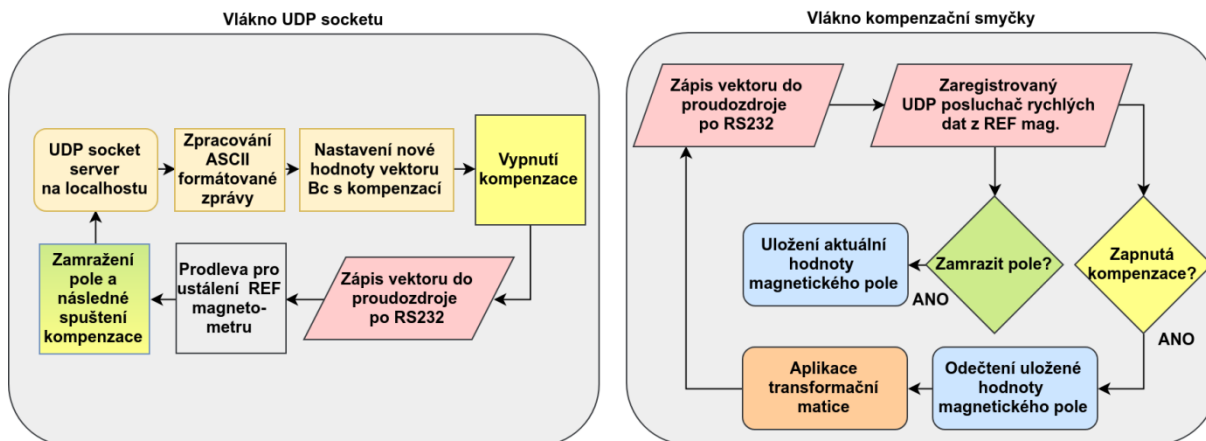 Vlákno UDP socketu
UDP socket
server
na localhostu
Zpracování
ASCII
formátované
zprávy
Nastavení nové
hodnoty vektoru
Bc s kompenzací
Vypnutí
kompenzace
Zápis vektoru do
proudozdroje
po RS232
Prodleva pro
ustálení REF
magneto-
metru
Zamražení
pole a
následné
spuštění
kompenzace
Vlákno kompenzační smyčky
Zápis vektoru do
proudozdroje
po RS232
Zaregistrovaný
UDP posluchač rychlých
dat z REF mag.
Zamrazit pole?
ANO
Uložení aktuální
hodnoty
magnetického pole
Zapnutá
kompenzace?
ANO
Odečtení uložené
hodnoty
magnetického pole
Aplikace
transformační
matice